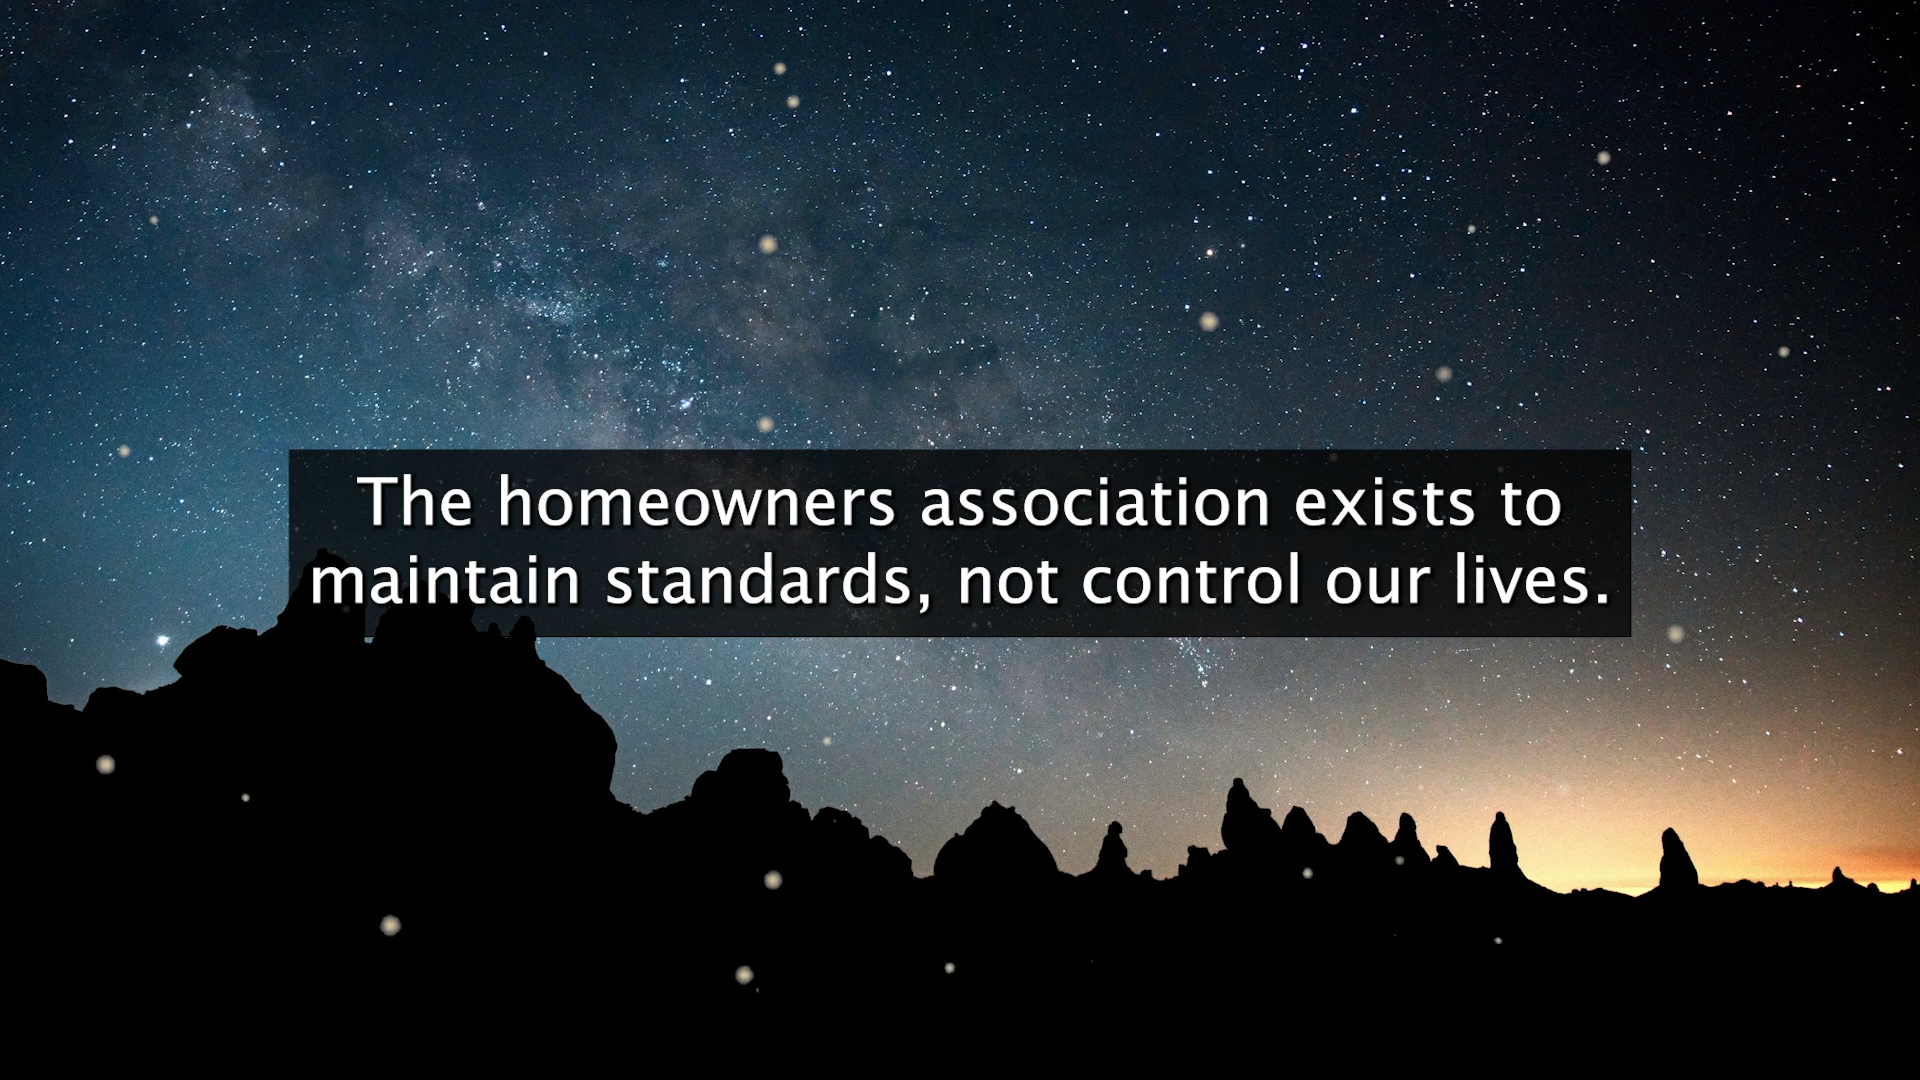 The homeowners association exists to
maintain standards, not control our lives.